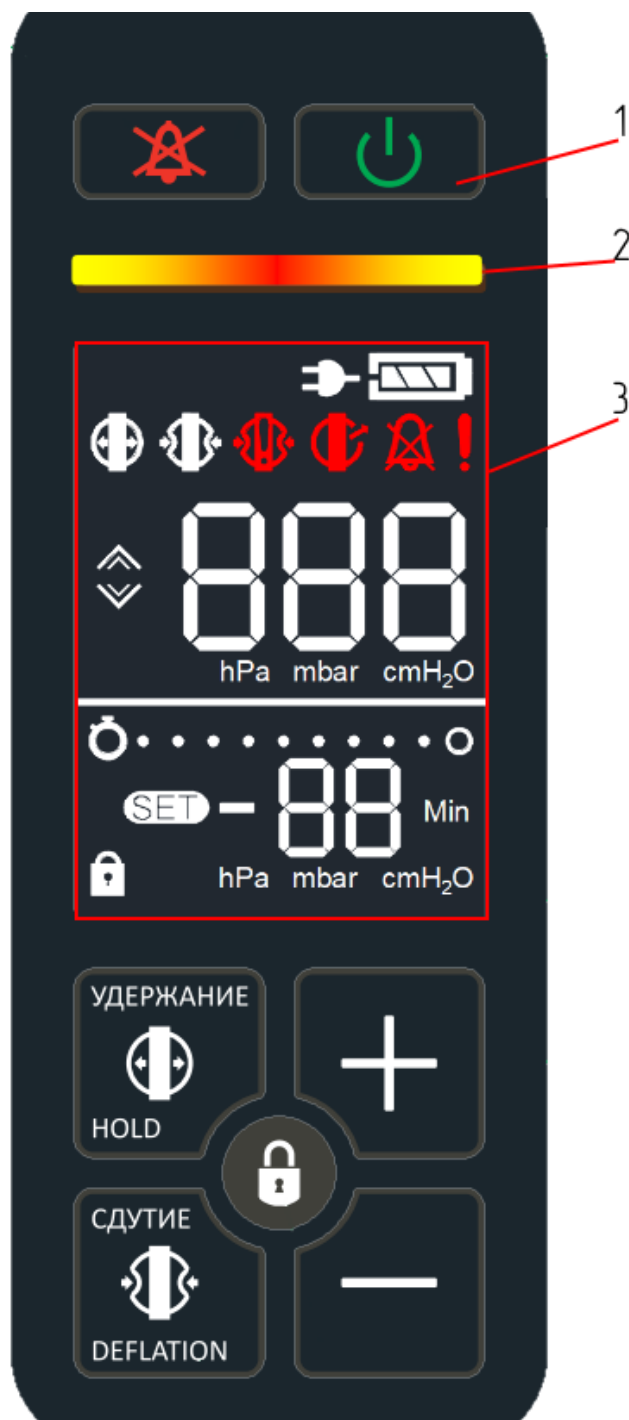 1
2
3
888
hPa mbar cmH₂O
SET -88 Min
hPa mbar cmH₂O
УДЕРЖАНИЕ
HOLD
СДУТИЕ
DEFLATION